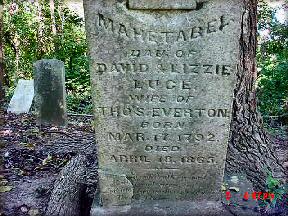 MAHETABEL
DAU. OF
DAVID & LIZZIE
LUCE.
WIFE OF
THOS. EVERTON.
BORN
MAR. 17, 1792.
DIED
APRIL 18, 1865.